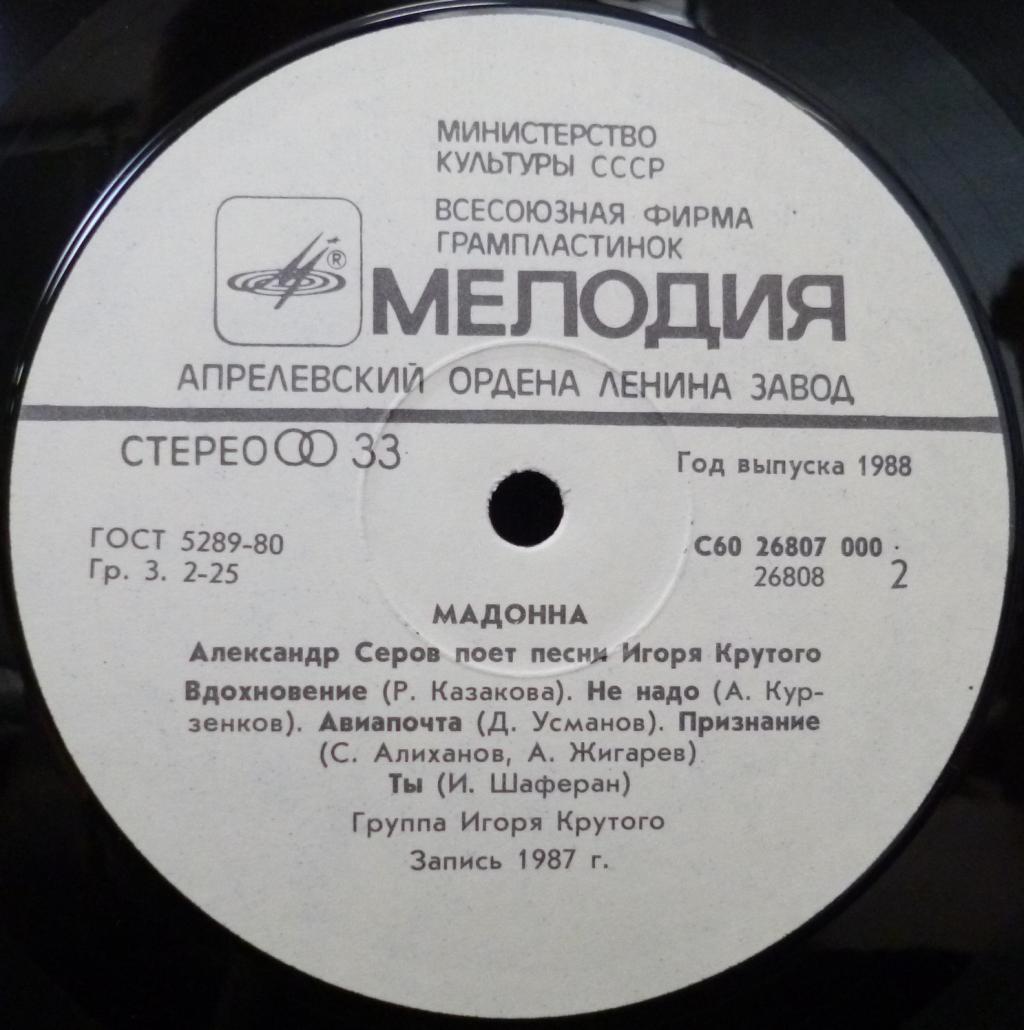 МИНИСТЕРСТВО
КУЛЬТУРЫ СССР
ВСЕСОЮЗНАЯ ФИРМА
ГРАМПЛАСТИНОК
®
МЕЛОДИЯ
АПРЕЛЕВСКИЙ ОРДЕНА ЛЕНИНА ЗАВОД
СТЕРЕО 33
Год выпуска 1988
ГОСТ 5289-80
Гр. 3. 2-25
С60 26807 000
26808 2
МАДОННА
Александр Серов поет песни Игоря Крутого
Вдохновение (Р. Казакова). Не надо (А. Кур-
зенков). Авиапочта (Д. Усманов). Признание
(С. Алиханов, А. Жигарев)
Ты (И. Шаферан)
Группа Игоря Крутого
Запись 1987 г.